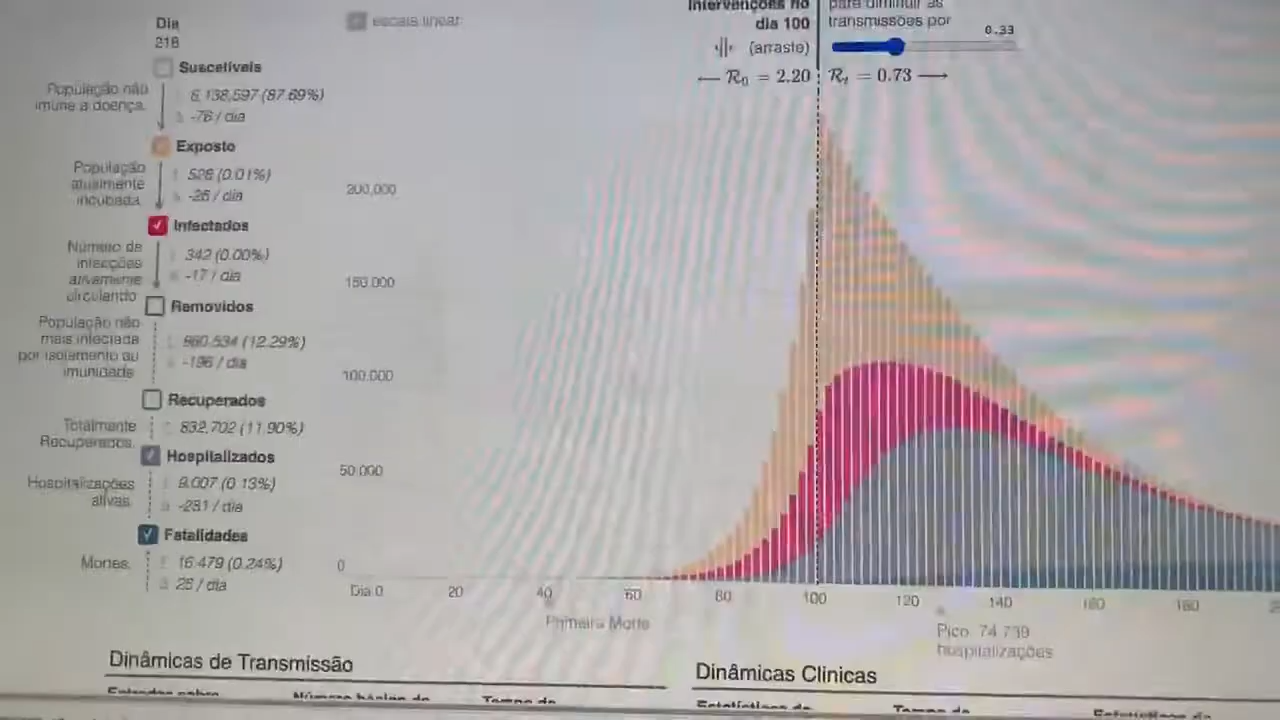 Dia
218
Suscetíveis
População não
imune a doença.
6,138,597 (87.69%)
-76 / dia
Exposto
População
atualmente
incubada.
526 (0.01%)
-26 / dia
Infectados
Número de
infecções
ativamente
circulando
342 (0.00%)
-17 / dia
Removidos
População não
mais infectada
por isolamento ou
imunidade
860,534 (12.29%)
-196 / dia
Recuperados
Totalmente
Recuperados.
832,702 (11.90%)
Hospitalizados
Hospitalizações
ativas.
9,007 (0.13%)
-231 / dia
Fatalidades
Mortes.
16,479 (0.24%)
26 / dia
escala linear
Intervenções no
dia 100
(arraste)
para diminuir as
transmissões por
0.33
← R₀ = 2.20
Rₜ = 0.73 →
200,000
150,000
100,000
50,000
0
Dia 0 20 40 60 80 100 120 140 160 180
Primeira Morte
Pico: 74,739
hospitalizações
Dinâmicas de Transmissão
Dinâmicas Clinicas